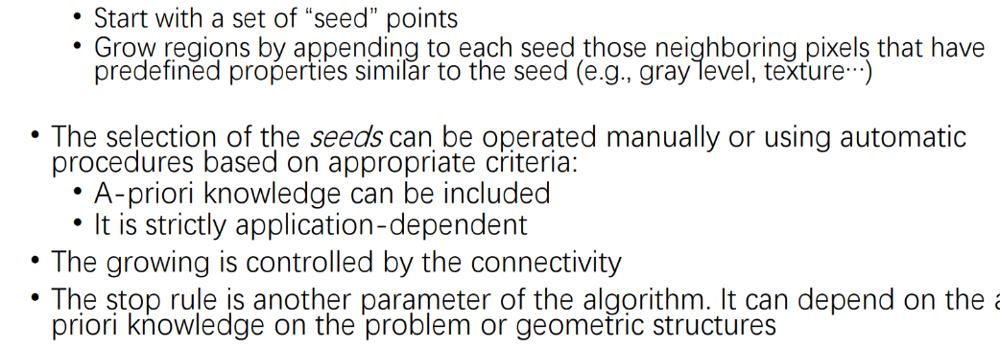 • Start with a set of “seed” points
• Grow regions by appending to each seed those neighboring pixels that have
predefined properties similar to the seed (e.g., gray level, texture…)
• The selection of the seeds can be operated manually or using automatic
procedures based on appropriate criteria:
• A-priori knowledge can be included
• It is strictly application-dependent
• The growing is controlled by the connectivity
• The stop rule is another parameter of the algorithm. It can depend on the a
priori knowledge on the problem or geometric structures